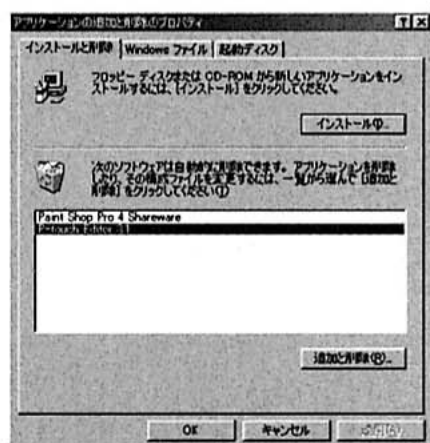 アプリケーションの追加と削除のプロパティ
インストールと削除
Windows ファイル
起動ディスク
フロッピー ディスクまたは CD-ROM から新しいアプリケーションをイン
ストールするには、[インストール] をクリックしてください。
インストール(I)...
次のソフトウェアは自動的に削除できます。アプリケーションを削除
したり、その構成ファイルを変更するには、一覧から選んで [追加と
削除] をクリックしてください(S)
Paint Shop Pro 4 Shareware
P-touch Editor
追加と削除(R)...
OK
キャンセル